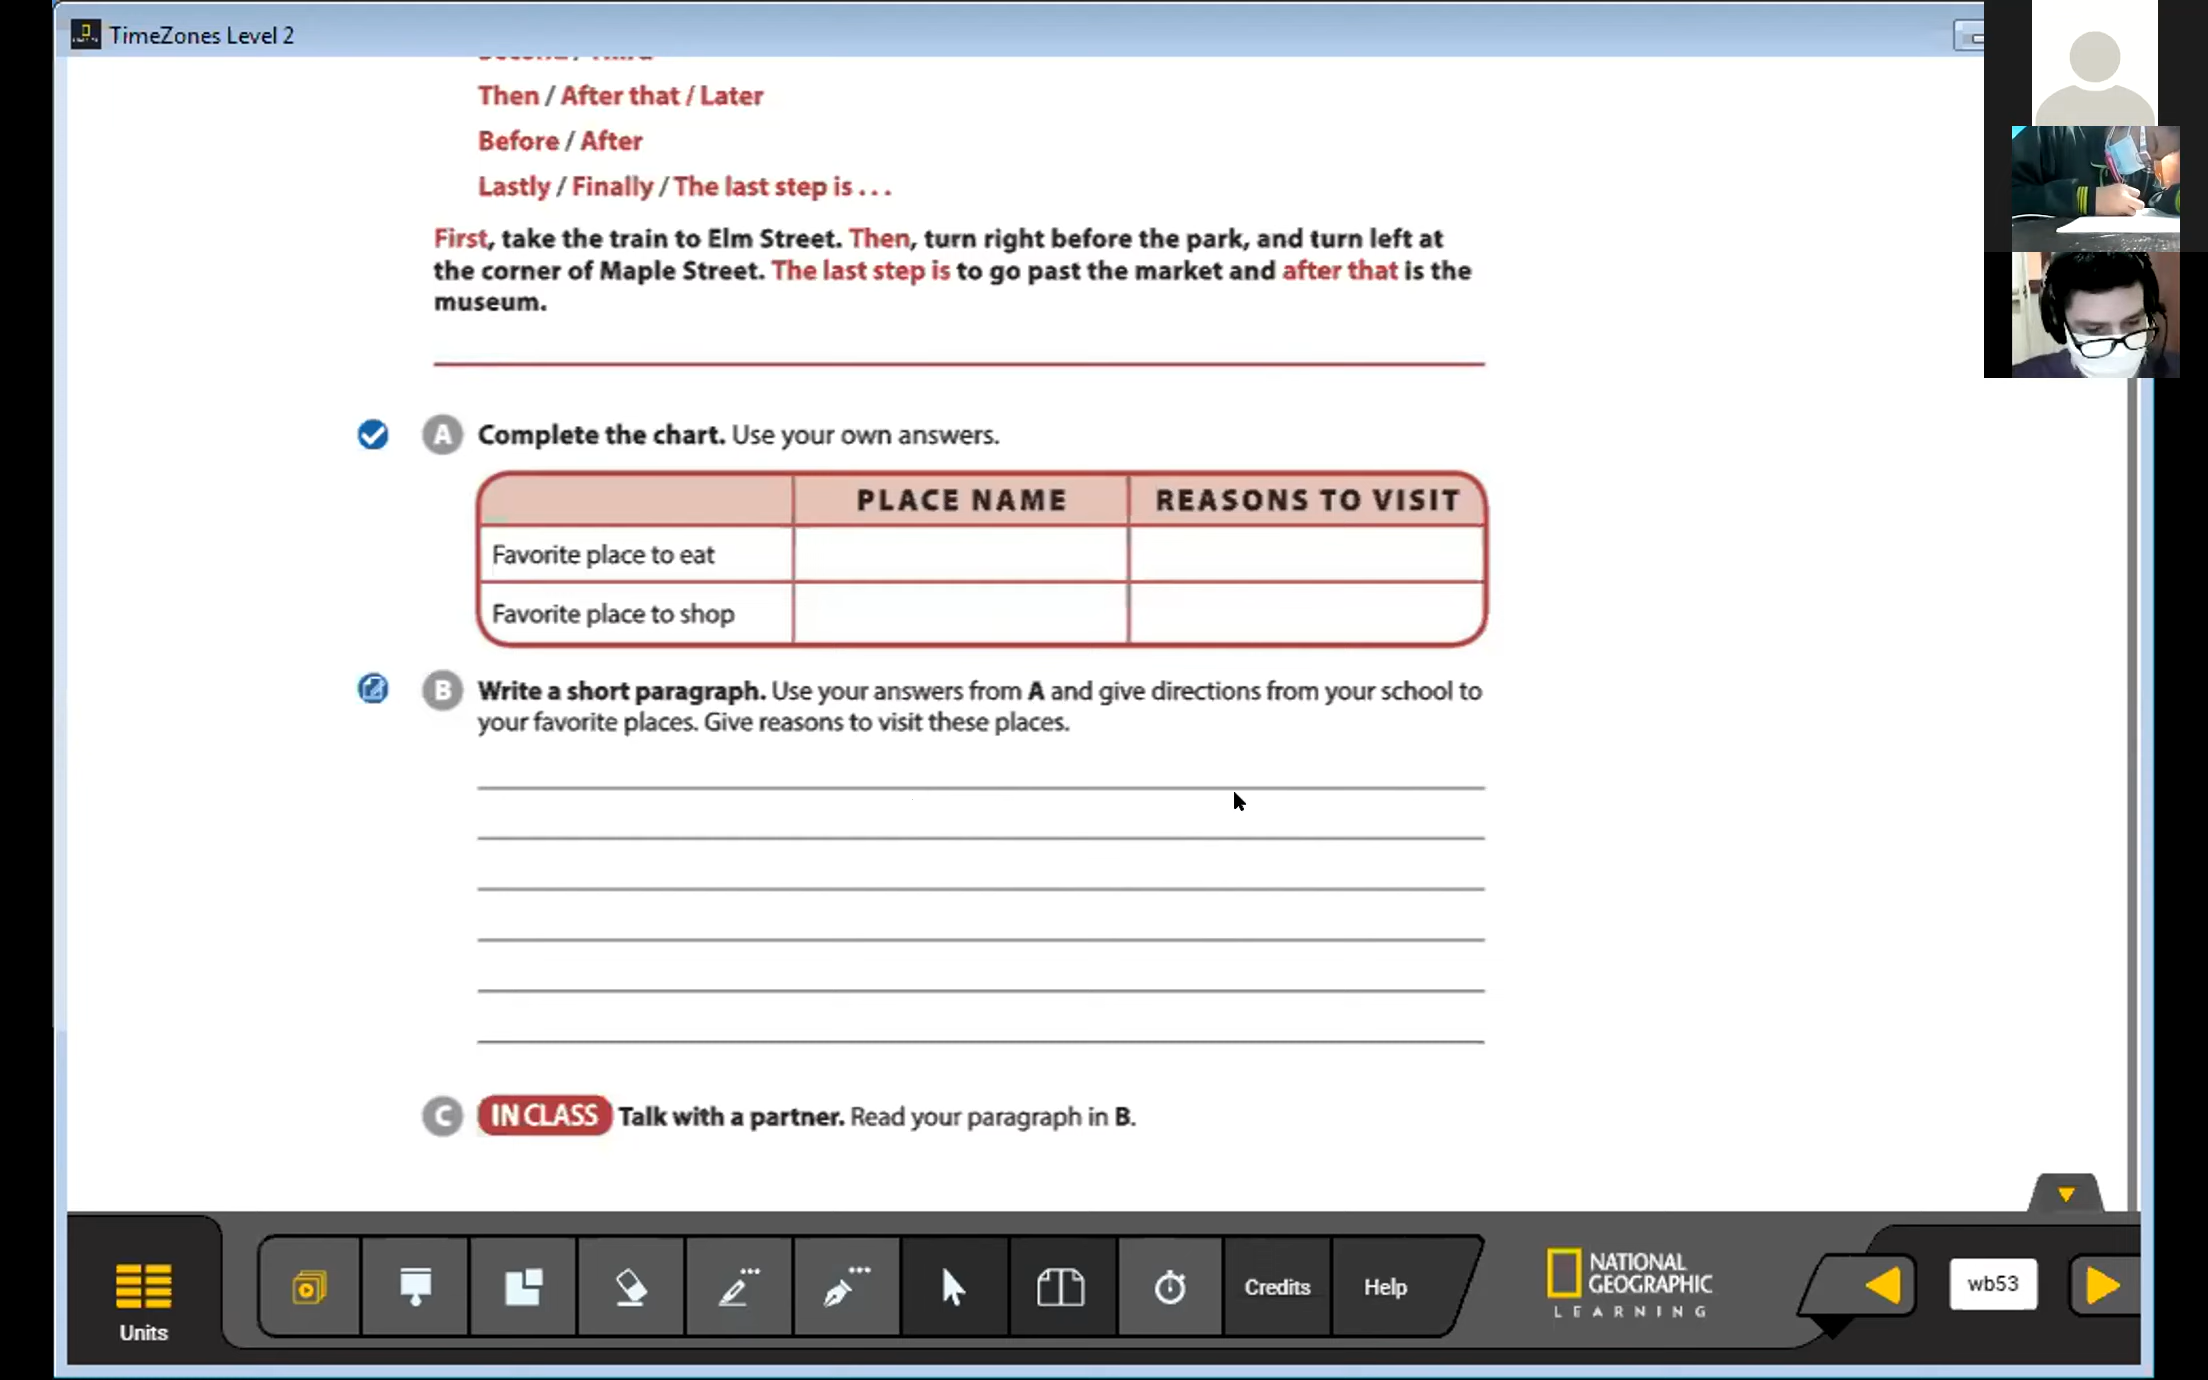 TimeZones Level 2
Then / After that / Later
Before / After
Lastly / Finally / The last step is . . .
First, take the train to Elm Street. Then, turn right before the park, and turn left at
the corner of Maple Street. The last step is to go past the market and after that is the
museum.
A Complete the chart. Use your own answers.
PLACE NAME REASONS TO VISIT
Favorite place to eat
Favorite place to shop
B Write a short paragraph. Use your answers from A and give directions from your school to
your favorite places. Give reasons to visit these places.
C IN CLASS Talk with a partner. Read your paragraph in B.
Units
Credits
Help
NATIONAL
GEOGRAPHIC
LEARNING
wb53